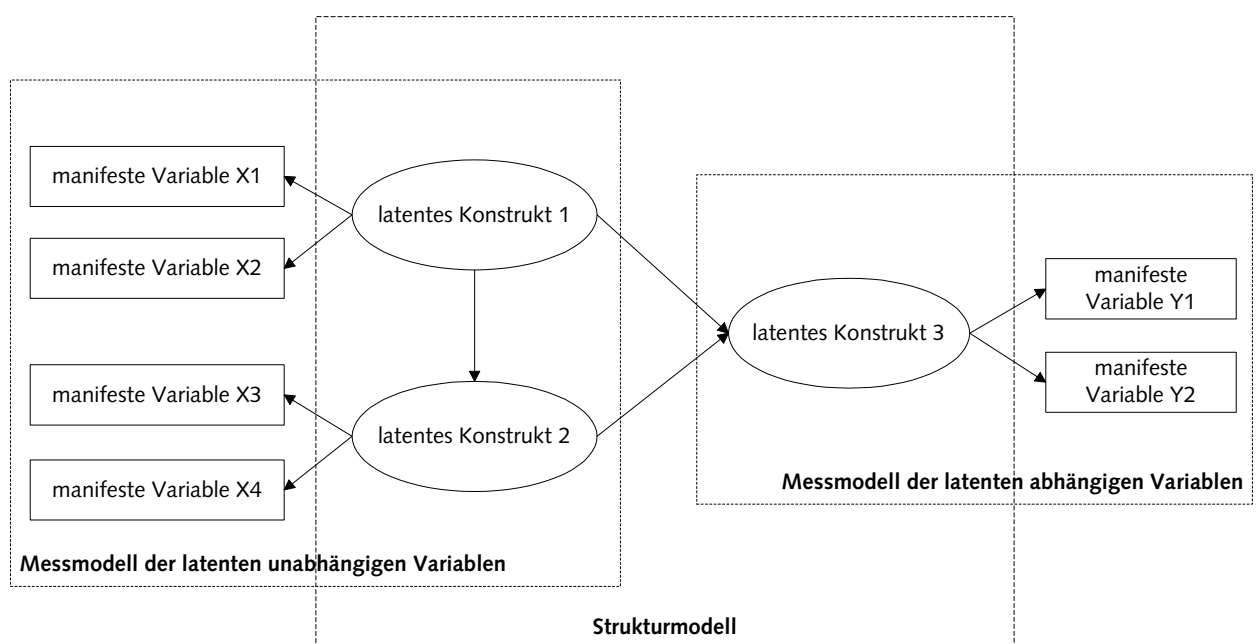 manifeste Variable X1
manifeste Variable X2
manifeste Variable X3
manifeste Variable X4
Messmodell der latenten unabhängigen Variablen
latentes Konstrukt 1
latentes Konstrukt 2
latentes Konstrukt 3
manifeste
Variable Y1
manifeste
Variable Y2
Messmodell der latenten abhängigen Variablen
Strukturmodell